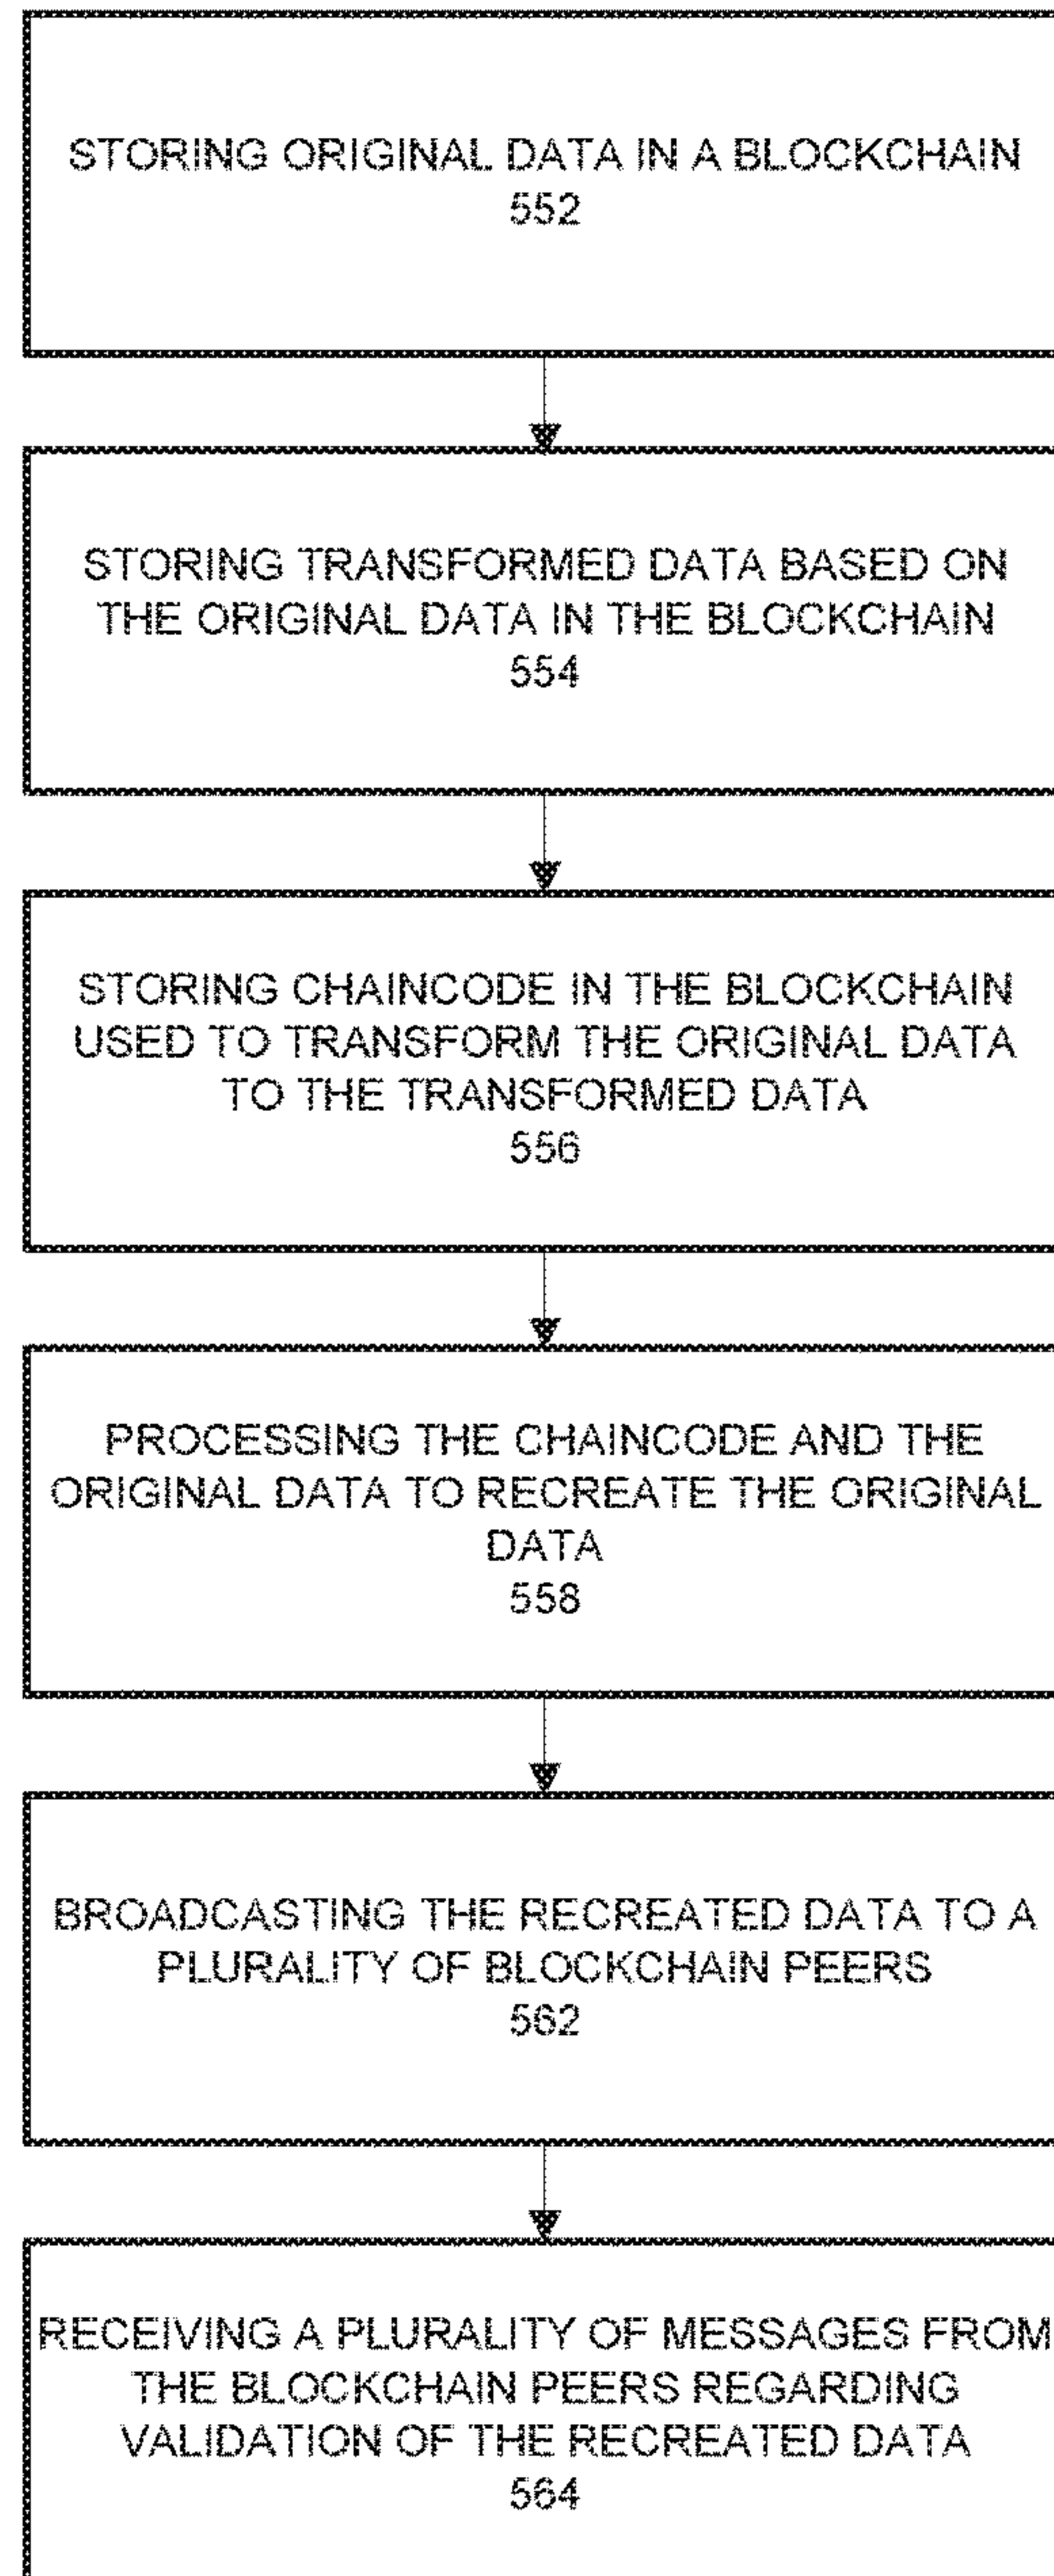 STORING ORIGINAL DATA IN A BLOCKCHAIN
552
STORING TRANSFORMED DATA BASED ON
THE ORIGINAL DATA IN THE BLOCKCHAIN
554
STORING CHAINCODE IN THE BLOCKCHAIN
USED TO TRANSFORM THE ORIGINAL DATA
TO THE TRANSFORMED DATA
556
PROCESSING THE CHAINCODE AND THE
ORIGINAL DATA TO RECREATE THE ORIGINAL
DATA
558
BROADCASTING THE RECREATED DATA TO A
PLURALITY OF BLOCKCHAIN PEERS
562
RECEIVING A PLURALITY OF MESSAGES FROM
THE BLOCKCHAIN PEERS REGARDING
VALIDATION OF THE RECREATED DATA
564